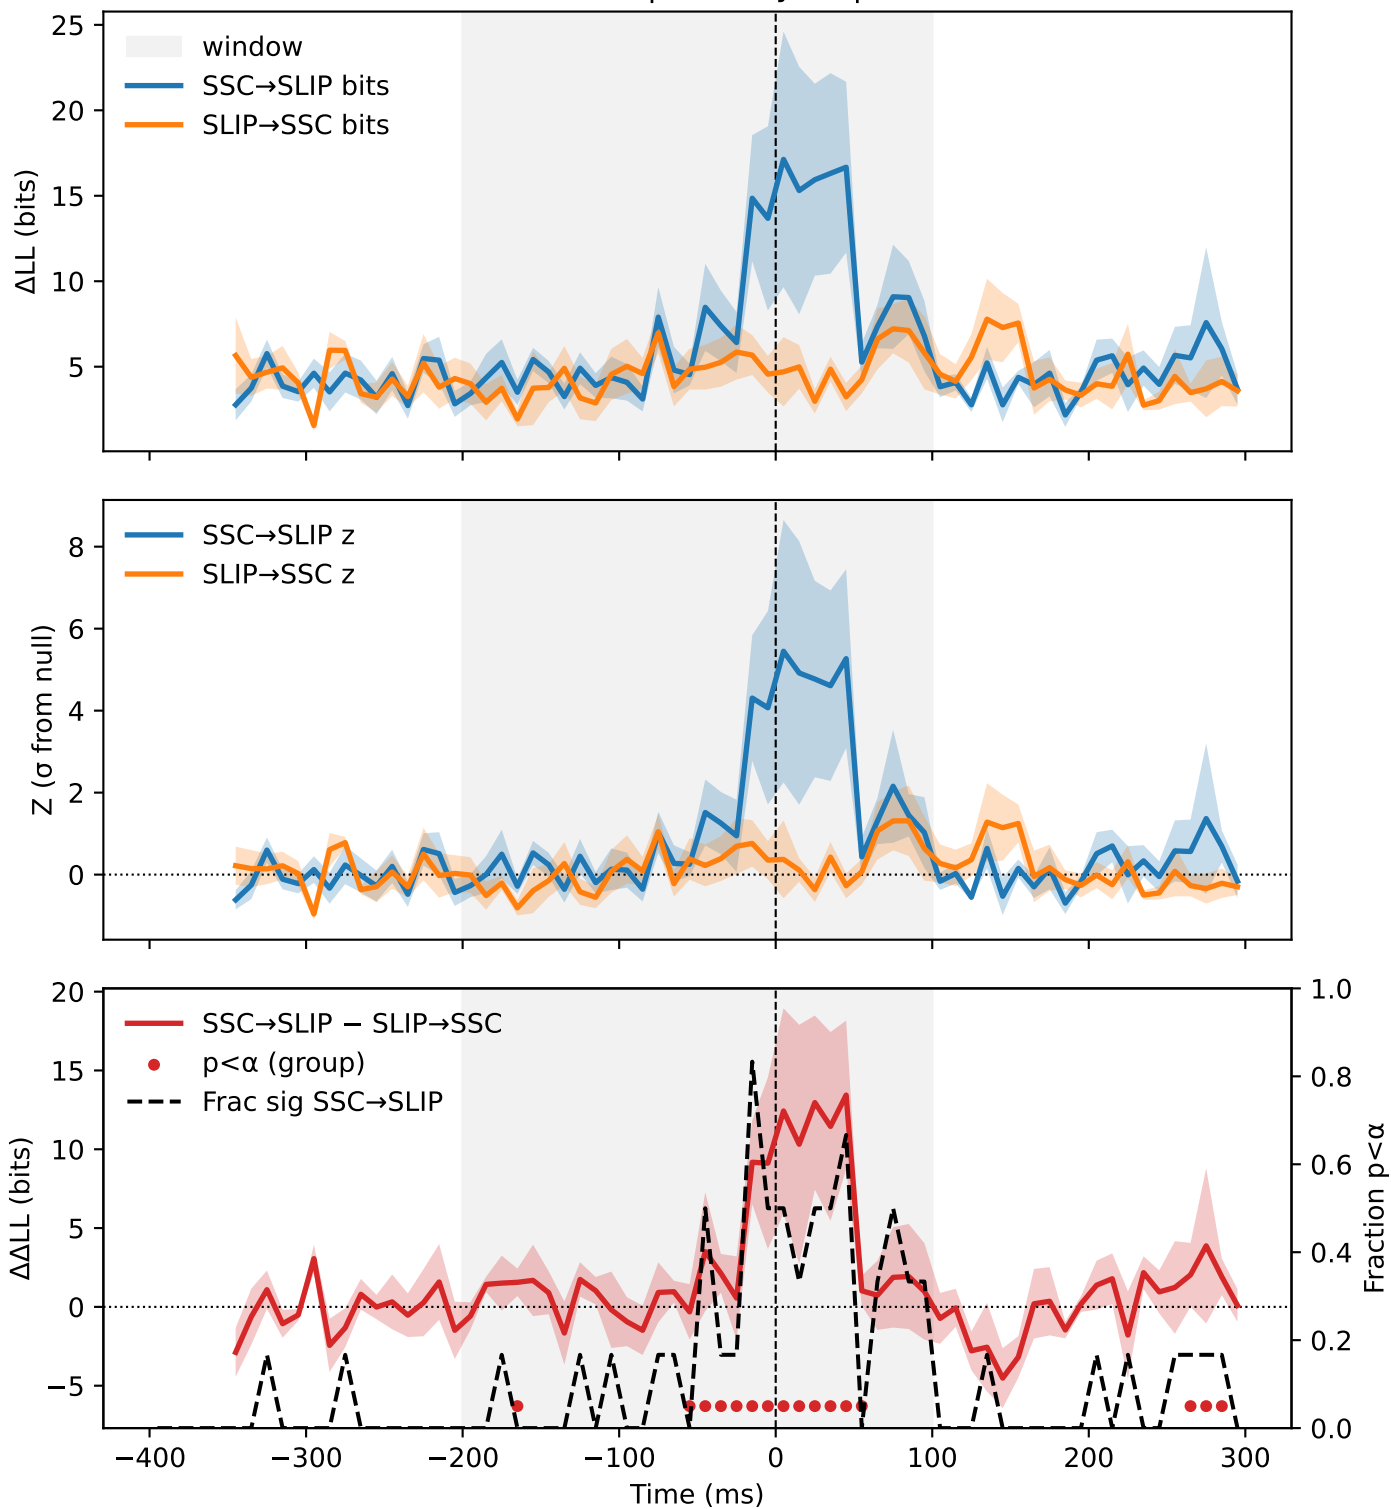 25
20
15
10
5
ΔLL (bits)
window
SSC→SLIP bits
SLIP→SSC bits
8
6
4
2
0
Z (σ from null)
SSC→SLIP z
SLIP→SSC z
20
15
10
5
0
−5
ΔΔLL (bits)
SSC→SLIP − SLIP→SSC
p<α (group)
Frac sig SSC→SLIP
1.0
0.8
0.6
0.4
0.2
0.0
Fraction p<α
−400 −300 −200 −100 0 100 200 300
Time (ms)